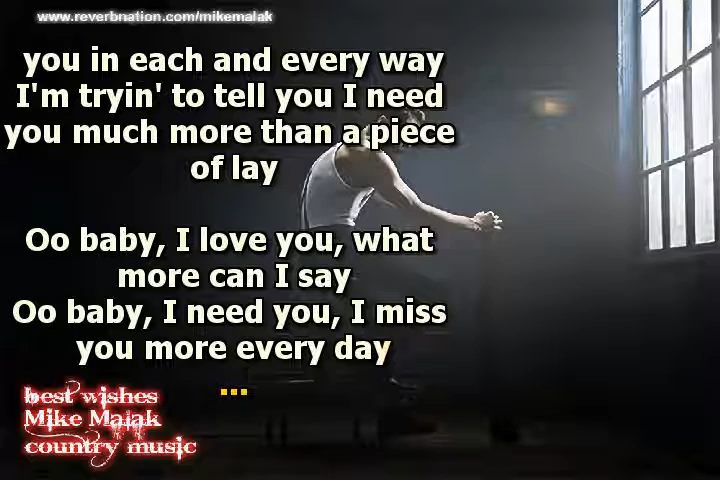 www.reverbnation.com/mikemalak
you in each and every way
I'm tryin' to tell you I need
you much more than a piece
of lay
Oo baby, I love you, what
more can I say
Oo baby, I need you, I miss
you more every day
...
best wishes
Mike Malak
country music